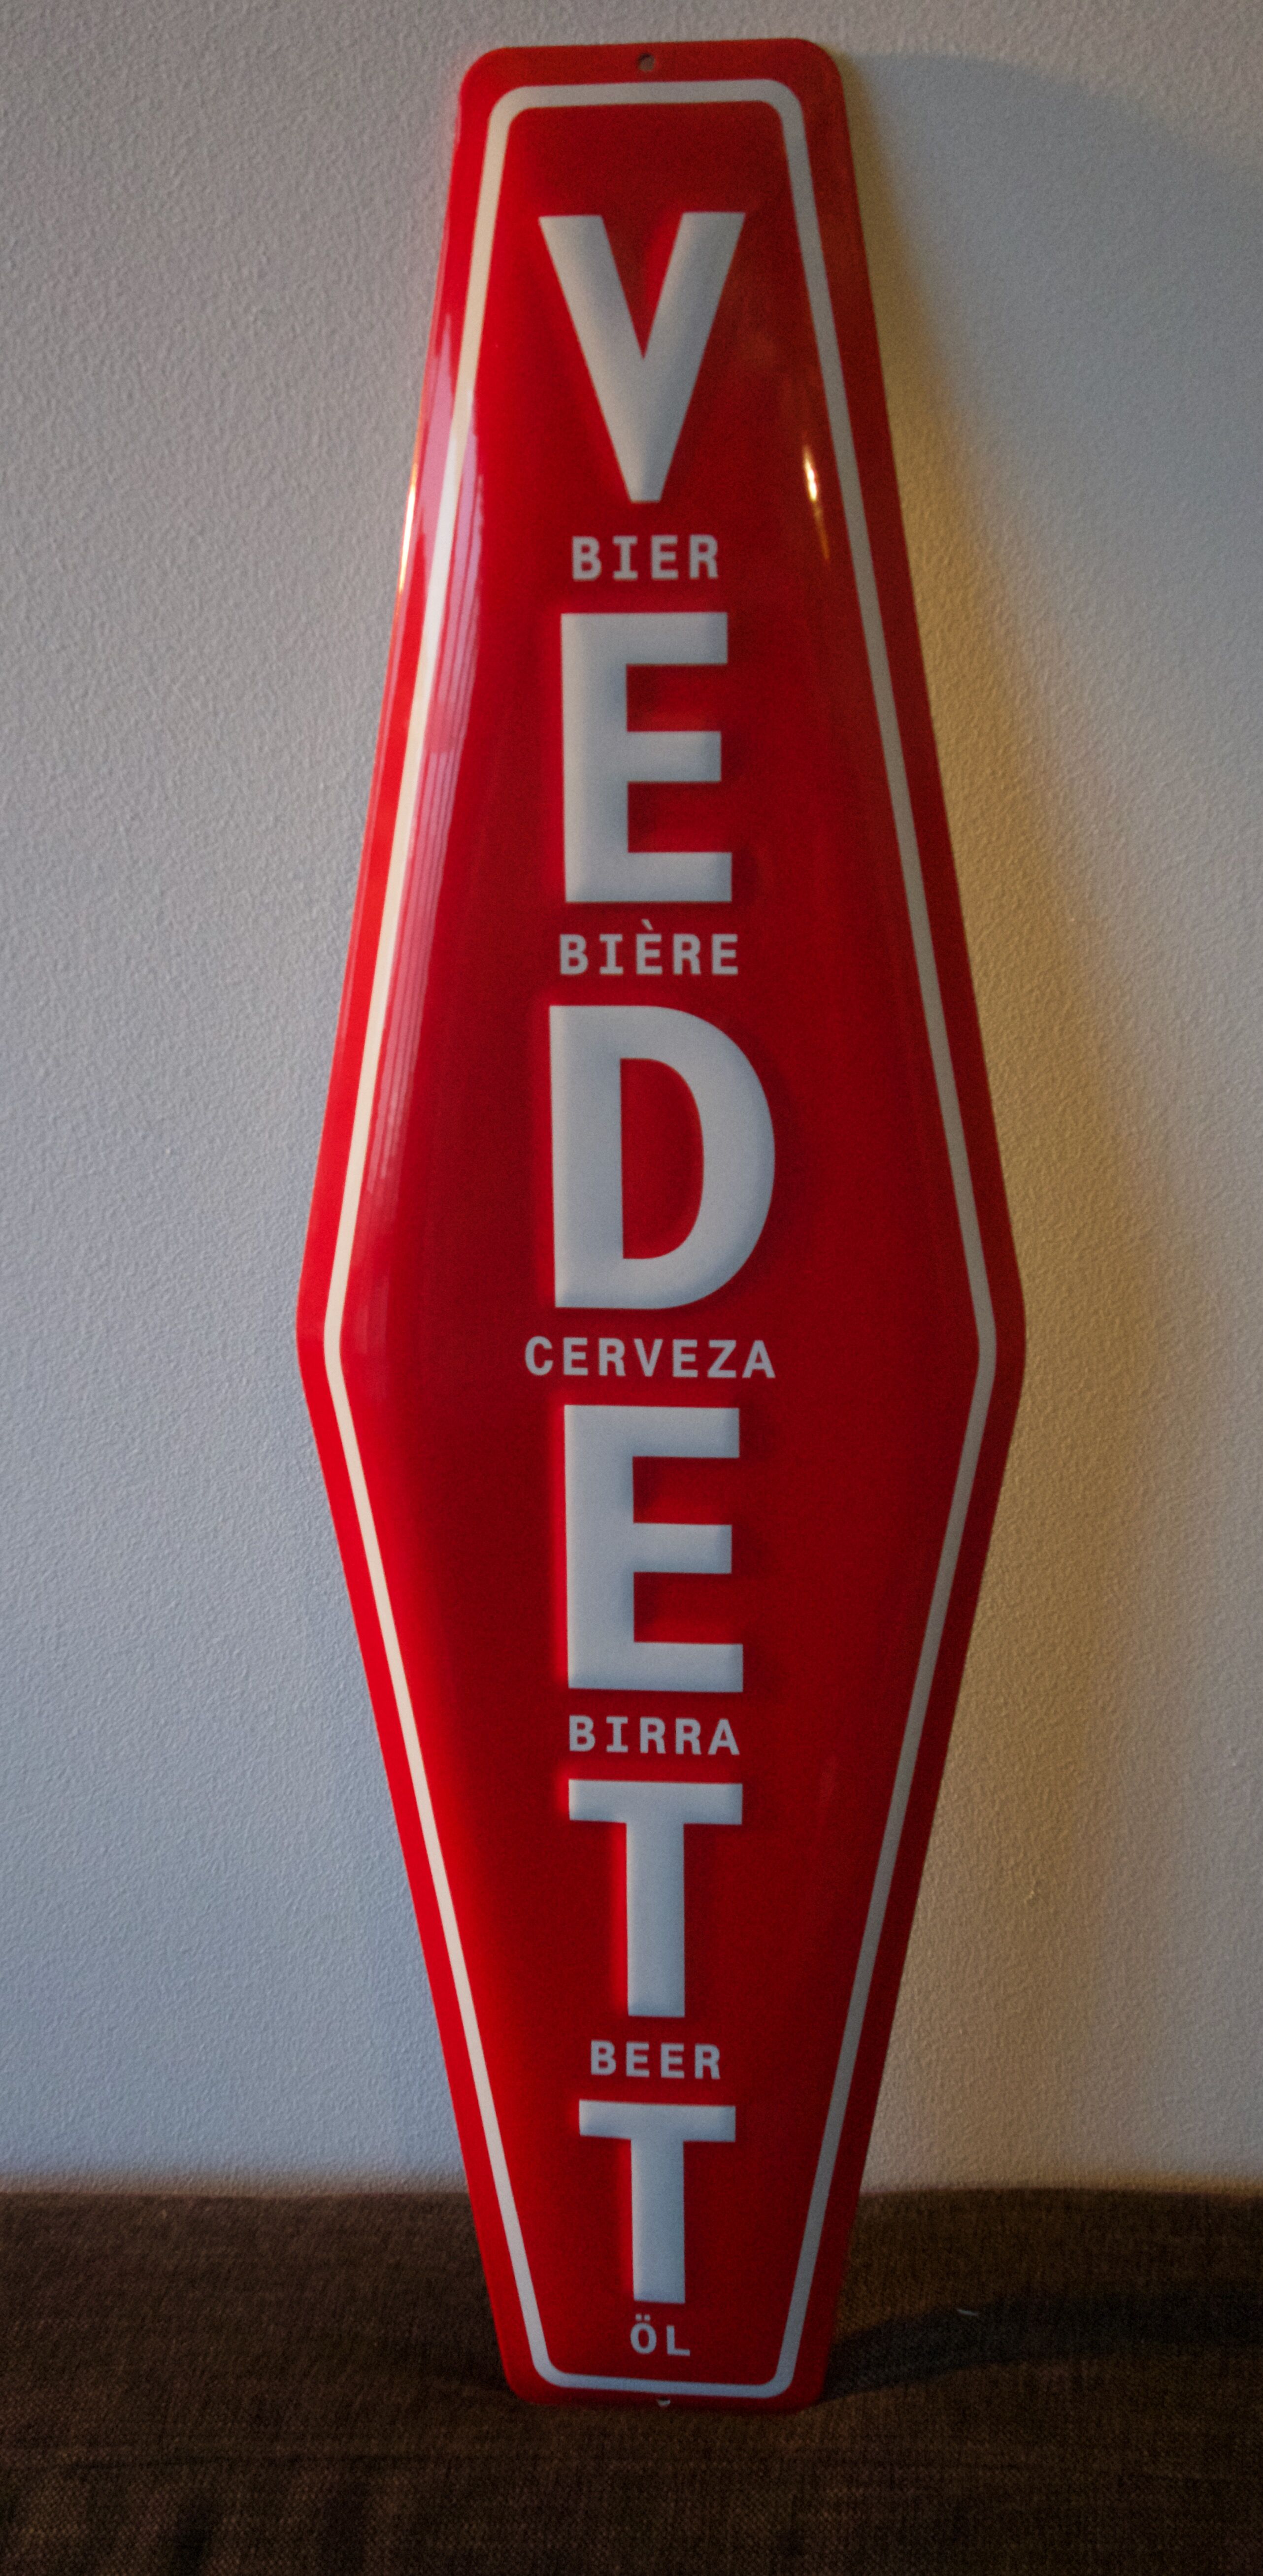 V
BIER
E
BIÈRE
D
CERVEZA
E
BIRRA
T
BEER
T
ÖL